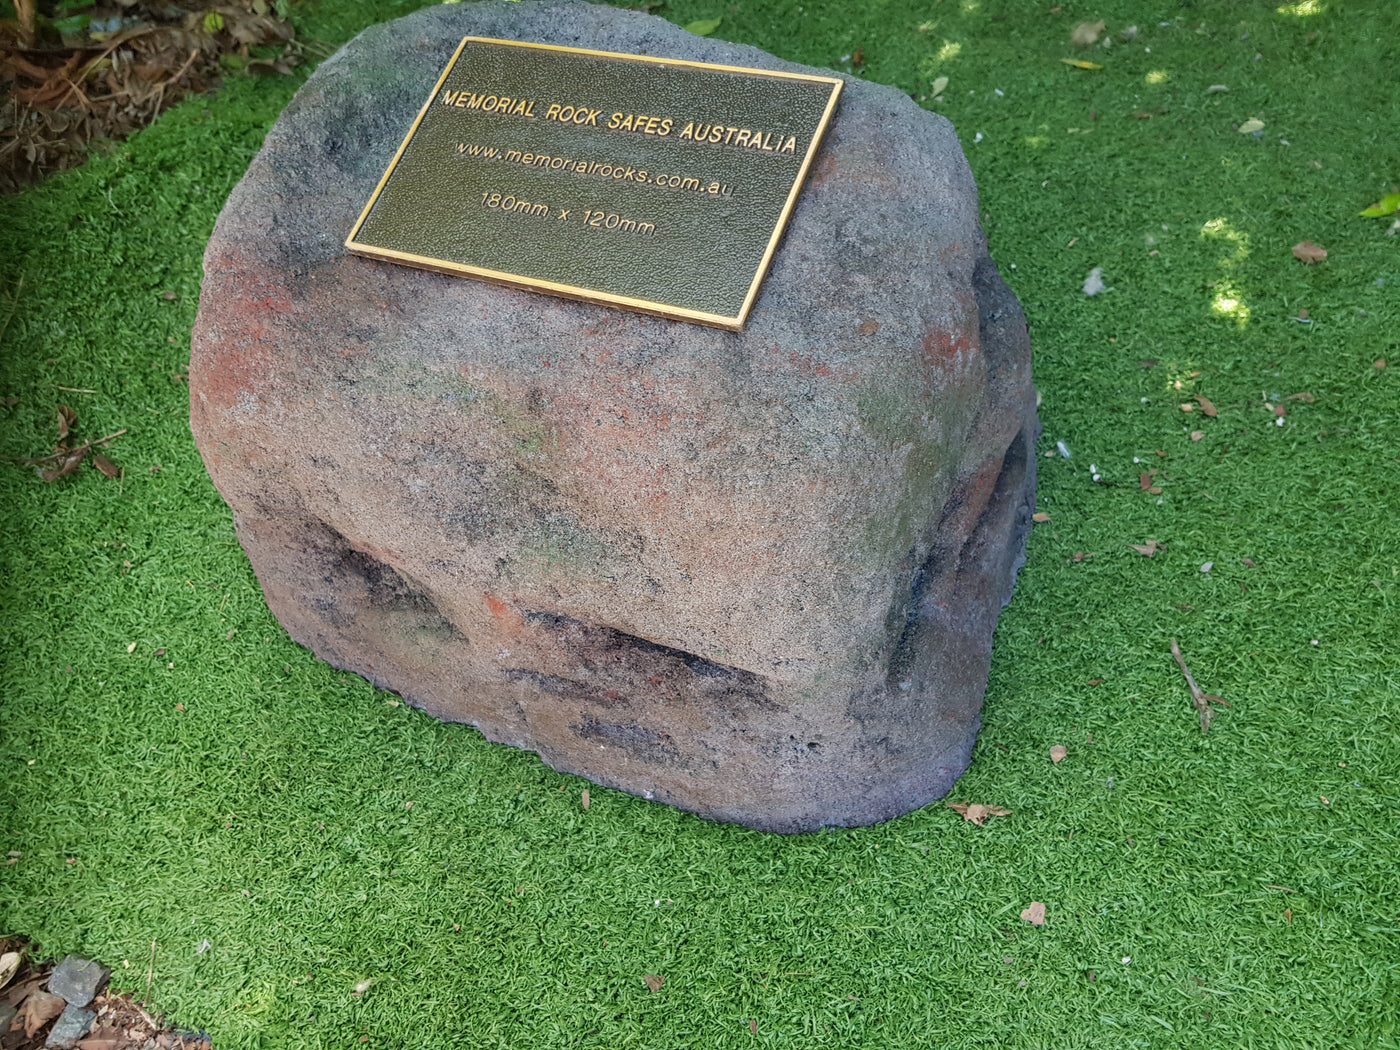 MEMORIAL ROCK SAFES AUSTRALIA
www.memorialrocks.com.au
180mm x 120mm